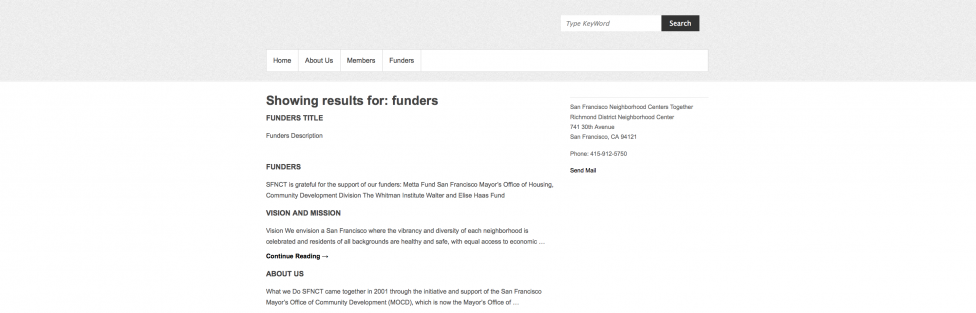 Type KeyWord
Search
Home
About Us
Members
Funders
Showing results for: funders
FUNDERS TITLE
Funders Description
FUNDERS
SFNCT is grateful for the support of our funders: Metta Fund San Francisco Mayor's Office of Housing,
Community Development Division The Whitman Institute Walter and Elise Haas Fund
VISION AND MISSION
Vision We envision a San Francisco where the vibrancy and diversity of each neighborhood is
celebrated and residents of all backgrounds are healthy and safe, with equal access to economic …
Continue Reading →
ABOUT US
What we Do SFNCT came together in 2001 through the initiative and support of the San Francisco
Mayor's Office of Community Development (MOCD), which is now the Mayor's Office of …
San Francisco Neighborhood Centers Together
Richmond District Neighborhood Center
741 30th Avenue
San Francisco, CA 94121
Phone: 415-912-5750
Send Mail